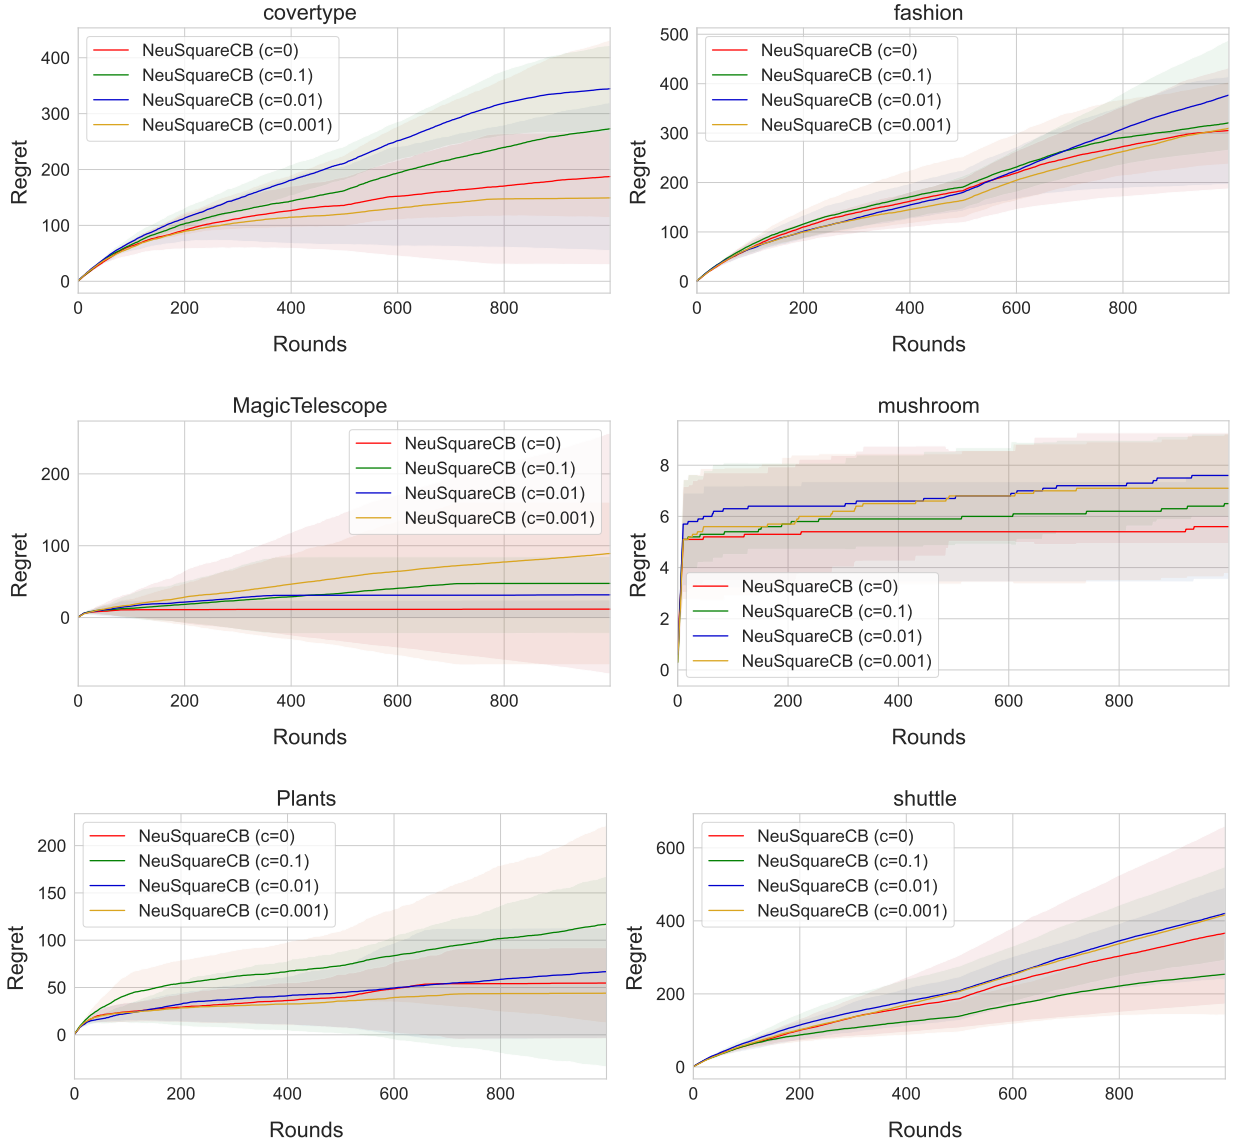 covertype
NeuSquareCB (c=0)
NeuSquareCB (c=0.1)
NeuSquareCB (c=0.01)
NeuSquareCB (c=0.001)
400
300
200
100
0
Regret
0 200 400 600 800
Rounds
fashion
NeuSquareCB (c=0)
NeuSquareCB (c=0.1)
NeuSquareCB (c=0.01)
NeuSquareCB (c=0.001)
500
400
300
200
100
0
Regret
0 200 400 600 800
Rounds
MagicTelescope
NeuSquareCB (c=0)
NeuSquareCB (c=0.1)
NeuSquareCB (c=0.01)
NeuSquareCB (c=0.001)
200
100
0
Regret
0 200 400 600 800
Rounds
mushroom
8
6
4
2
0
Regret
NeuSquareCB (c=0)
NeuSquareCB (c=0.1)
NeuSquareCB (c=0.01)
NeuSquareCB (c=0.001)
0 200 400 600 800
Rounds
Plants
NeuSquareCB (c=0)
NeuSquareCB (c=0.1)
NeuSquareCB (c=0.01)
NeuSquareCB (c=0.001)
200
150
100
50
0
Regret
0 200 400 600 800
Rounds
shuttle
NeuSquareCB (c=0)
NeuSquareCB (c=0.1)
NeuSquareCB (c=0.01)
NeuSquareCB (c=0.001)
600
400
200
0
Regret
0 200 400 600 800
Rounds